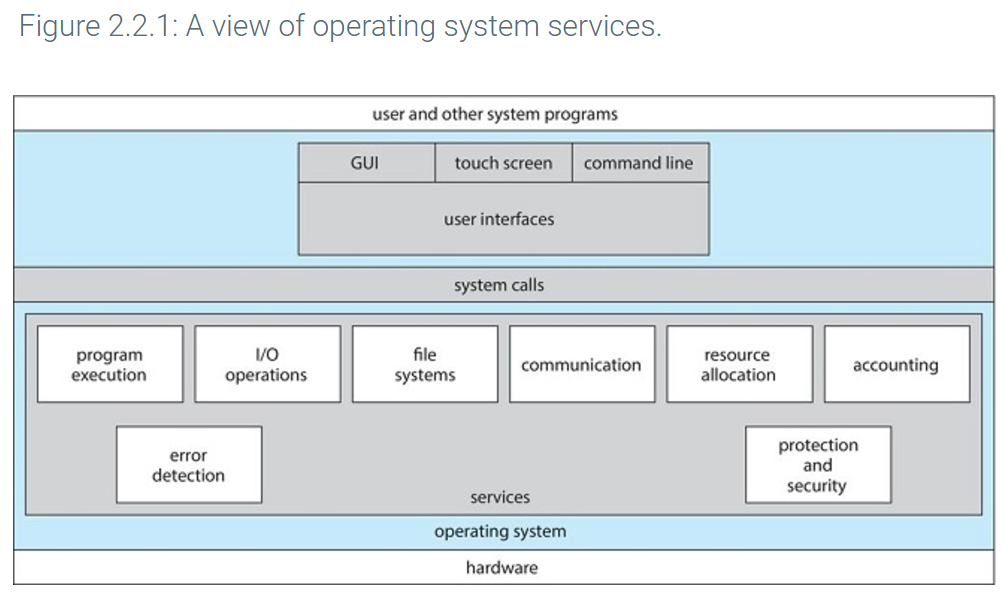 Figure 2.2.1: A view of operating system services.
user and other system programs
GUI
touch screen
command line
user interfaces
system calls
program
execution
I/O
operations
file
systems
communication
resource
allocation
accounting
error
detection
protection
and
security
services
operating system
hardware